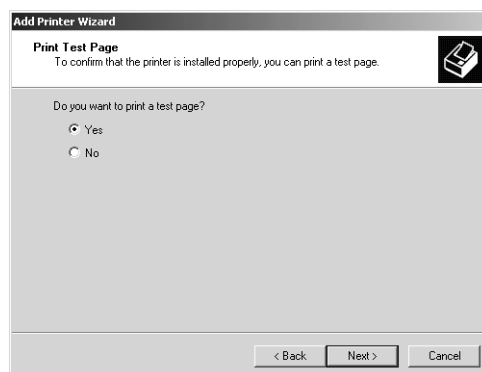 Add Printer Wizard
Print Test Page
To confirm that the printer is installed properly, you can print a test page.
Do you want to print a test page?
Yes
No
< Back
Next >
Cancel